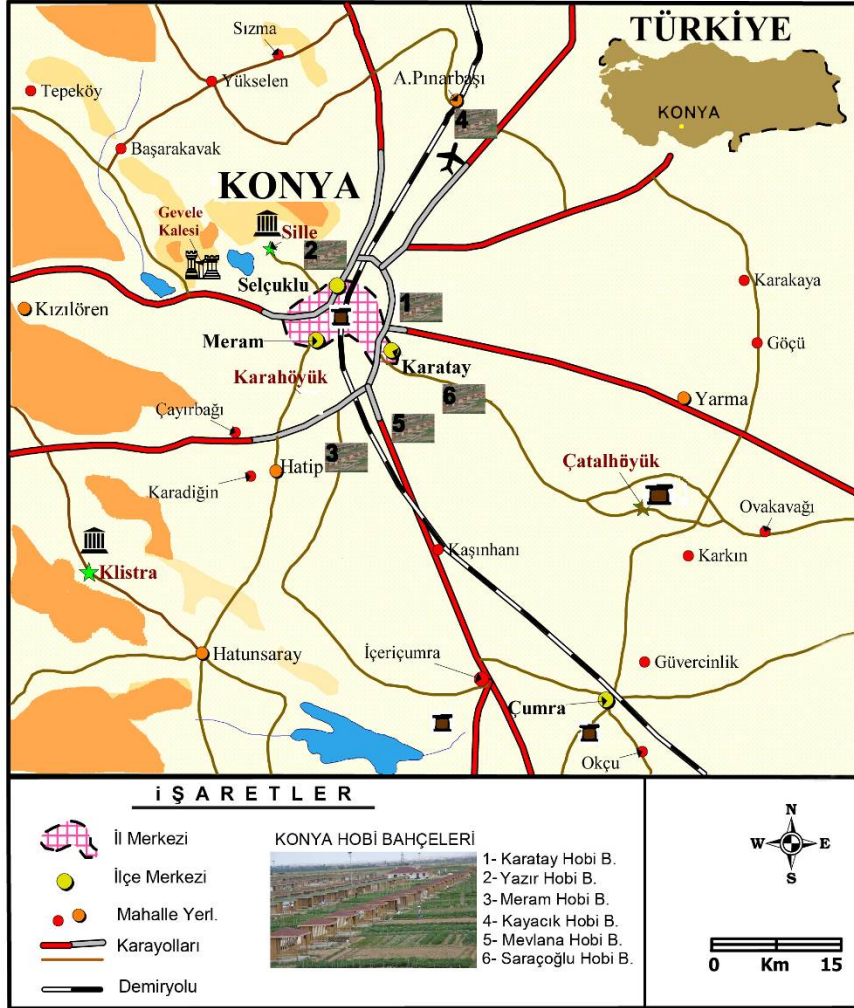 TÜRKİYE
KONYA
Sızma
Yükselen
Tepeköy
A.Pınarbaşı
4
Başarakavak
KONYA
Gevele
Kalesi
Sille
2
Selçuklu
Karakaya
Kızılören
1
Göçü
Meram
Karatay
Karahöyük
6
Yarma
Çayırbağı
5
3
Hatip
Çatalhöyük
Karadiğin
Ovakavağı
Kaşınhanı
Karkın
Klistra
Hatunsaray
İçeriçumra
Güvercinlik
Çumra
Okçu
İŞARETLER
İl Merkezi
İlçe Merkezi
Mahalle Yerl.
Karayolları
Demiryolu
KONYA HOBİ BAHÇELERİ
1- Karatay Hobi B.
2- Yazır Hobi B.
3- Meram Hobi B.
4- Kayacık Hobi B.
5- Mevlana Hobi B.
6- Saraçoğlu Hobi B.
N
W E
S
0 Km 15